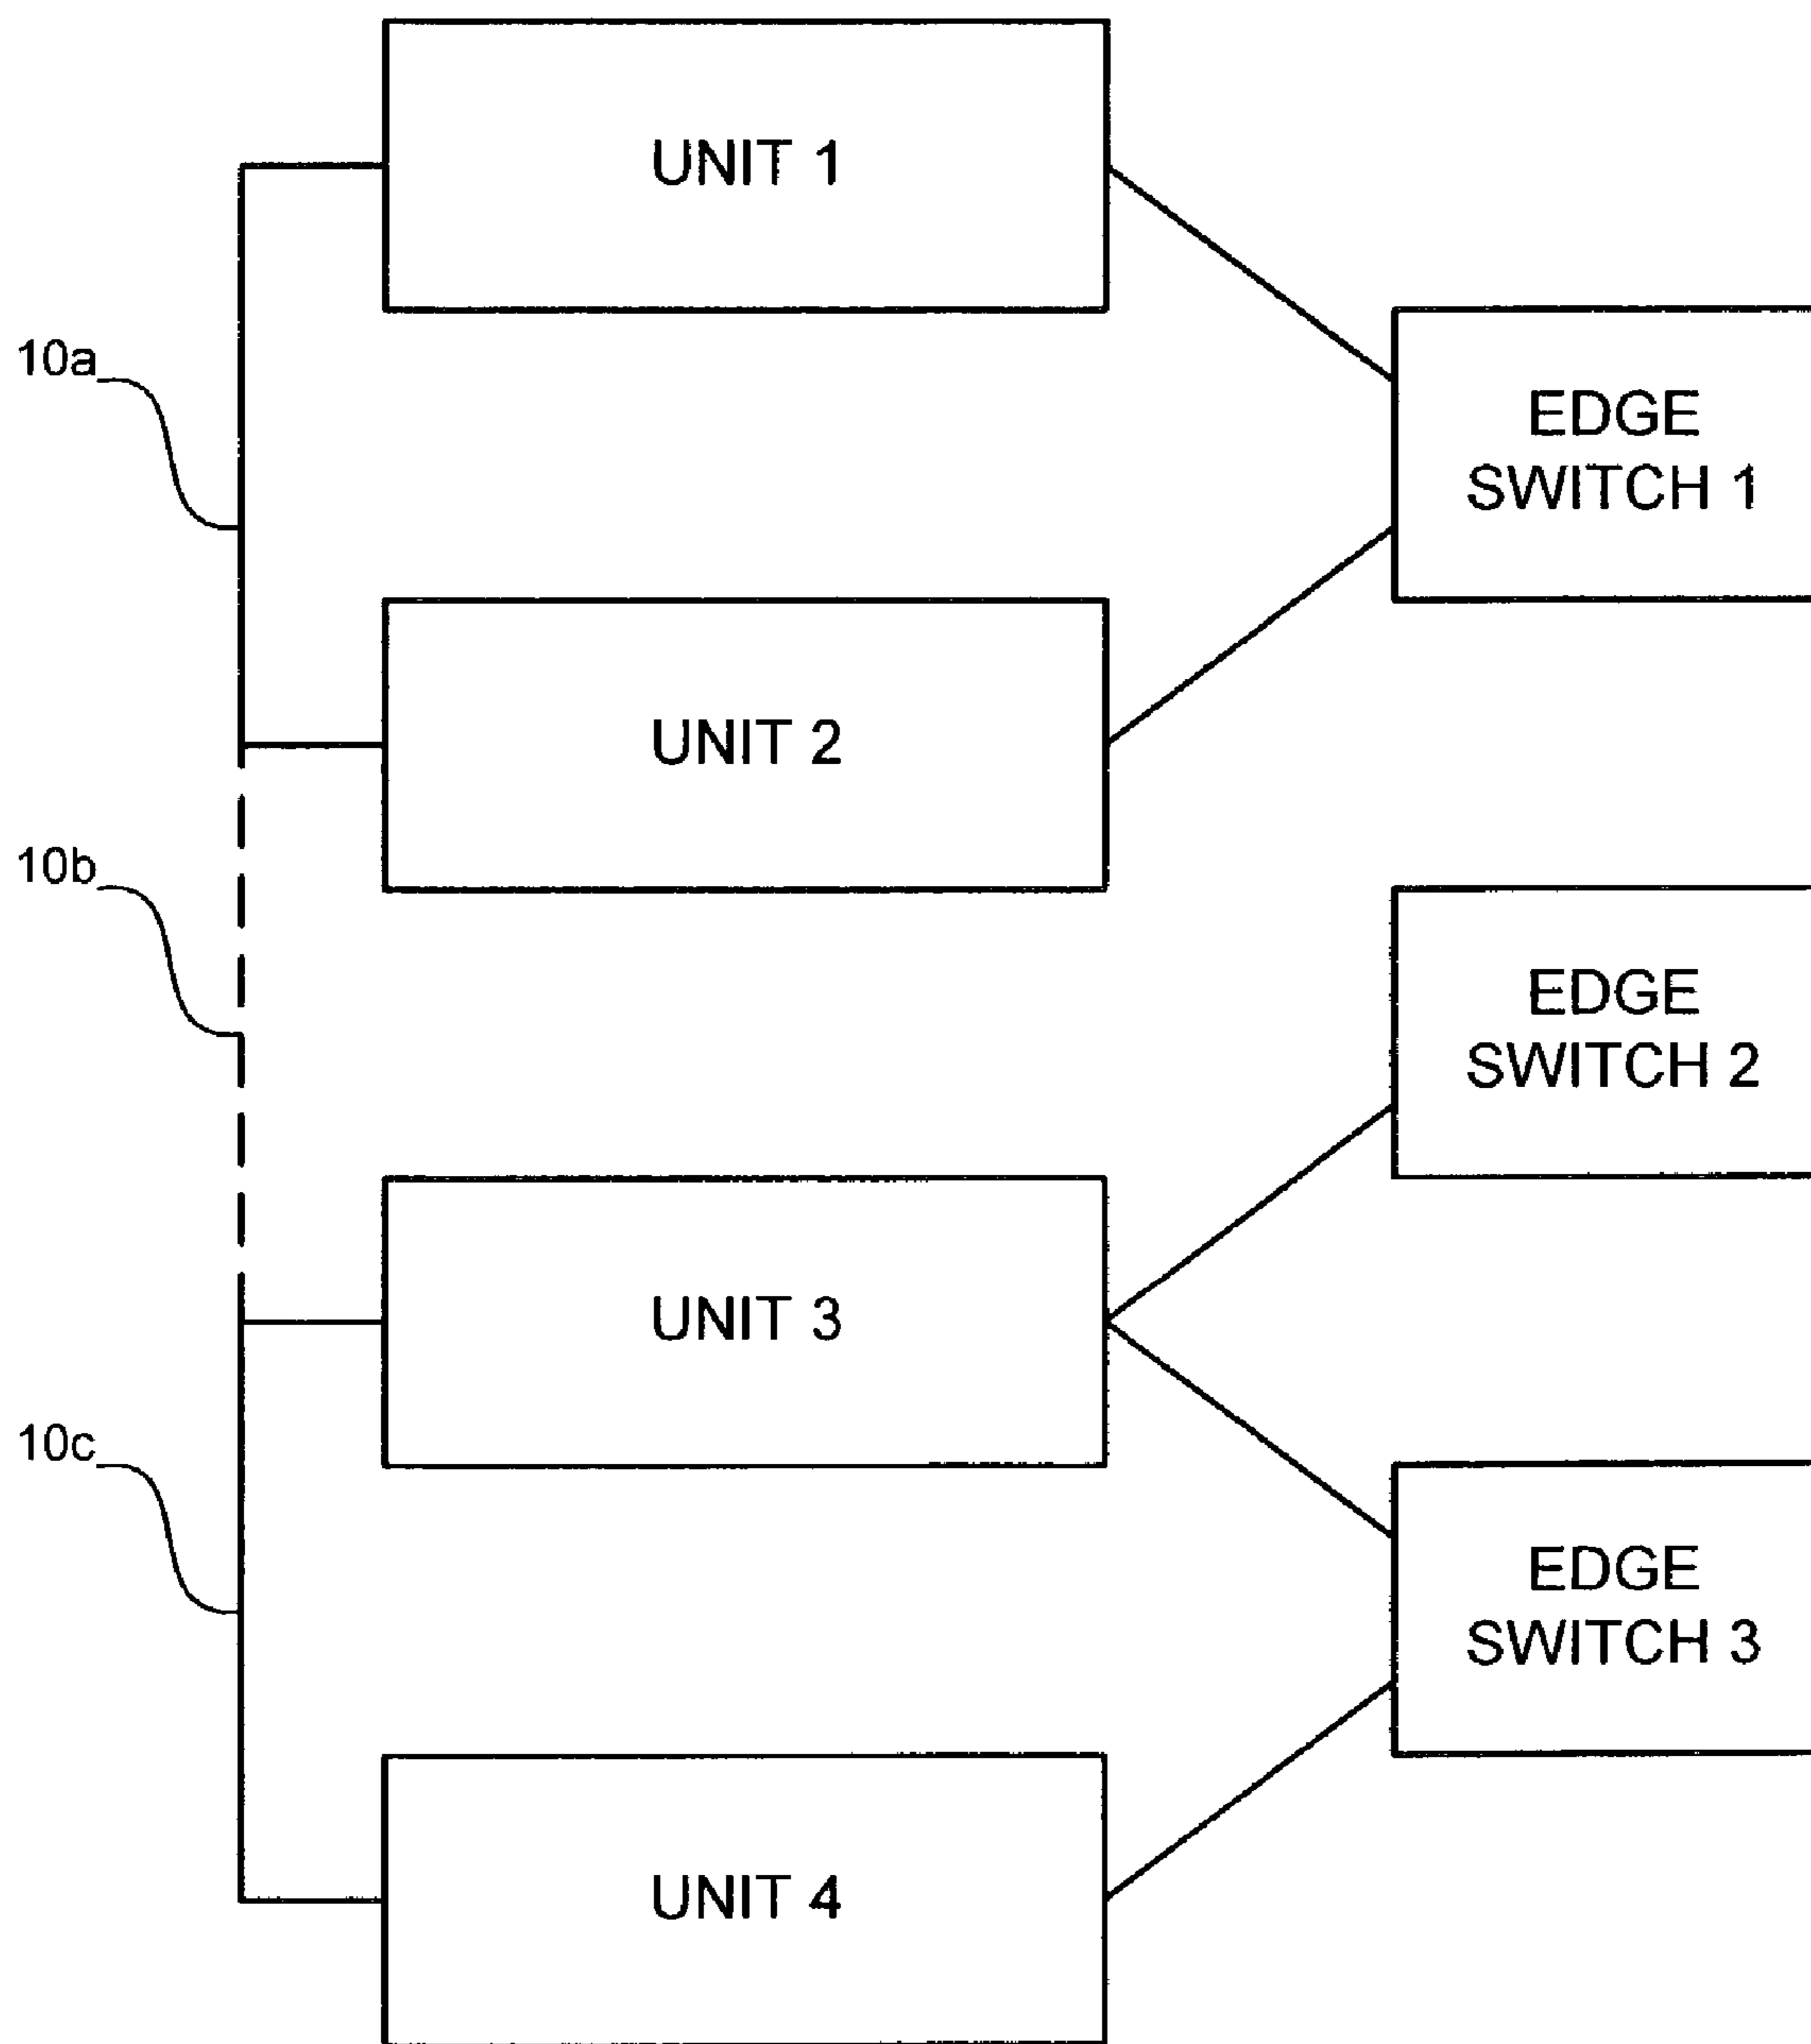 UNIT 1
10a
EDGE
SWITCH 1
UNIT 2
10b
EDGE
SWITCH 2
UNIT 3
10c
EDGE
SWITCH 3
UNIT 4